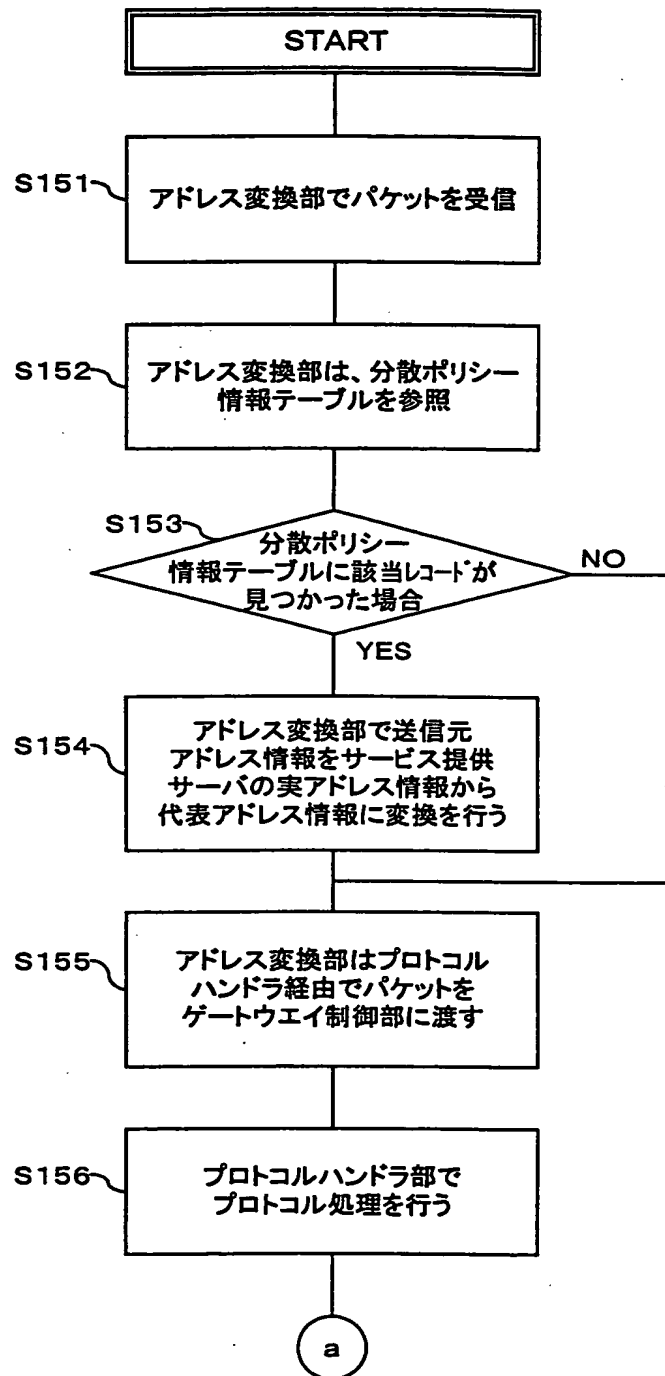 START
S151
アドレス変換部でパケットを受信
S152
アドレス変換部は、分散ポリシー
情報テーブルを参照
S153
分散ポリシー
情報テーブルに該当ﾚｺｰﾄﾞが
見つかった場合
NO
YES
S154
アドレス変換部で送信元
アドレス情報をサービス提供
サーバの実アドレス情報から
代表アドレス情報に変換を行う
S155
アドレス変換部はプロトコル
ハンドラ経由でパケットを
ゲートウエイ制御部に渡す
S156
プロトコルハンドラ部で
プロトコル処理を行う
a